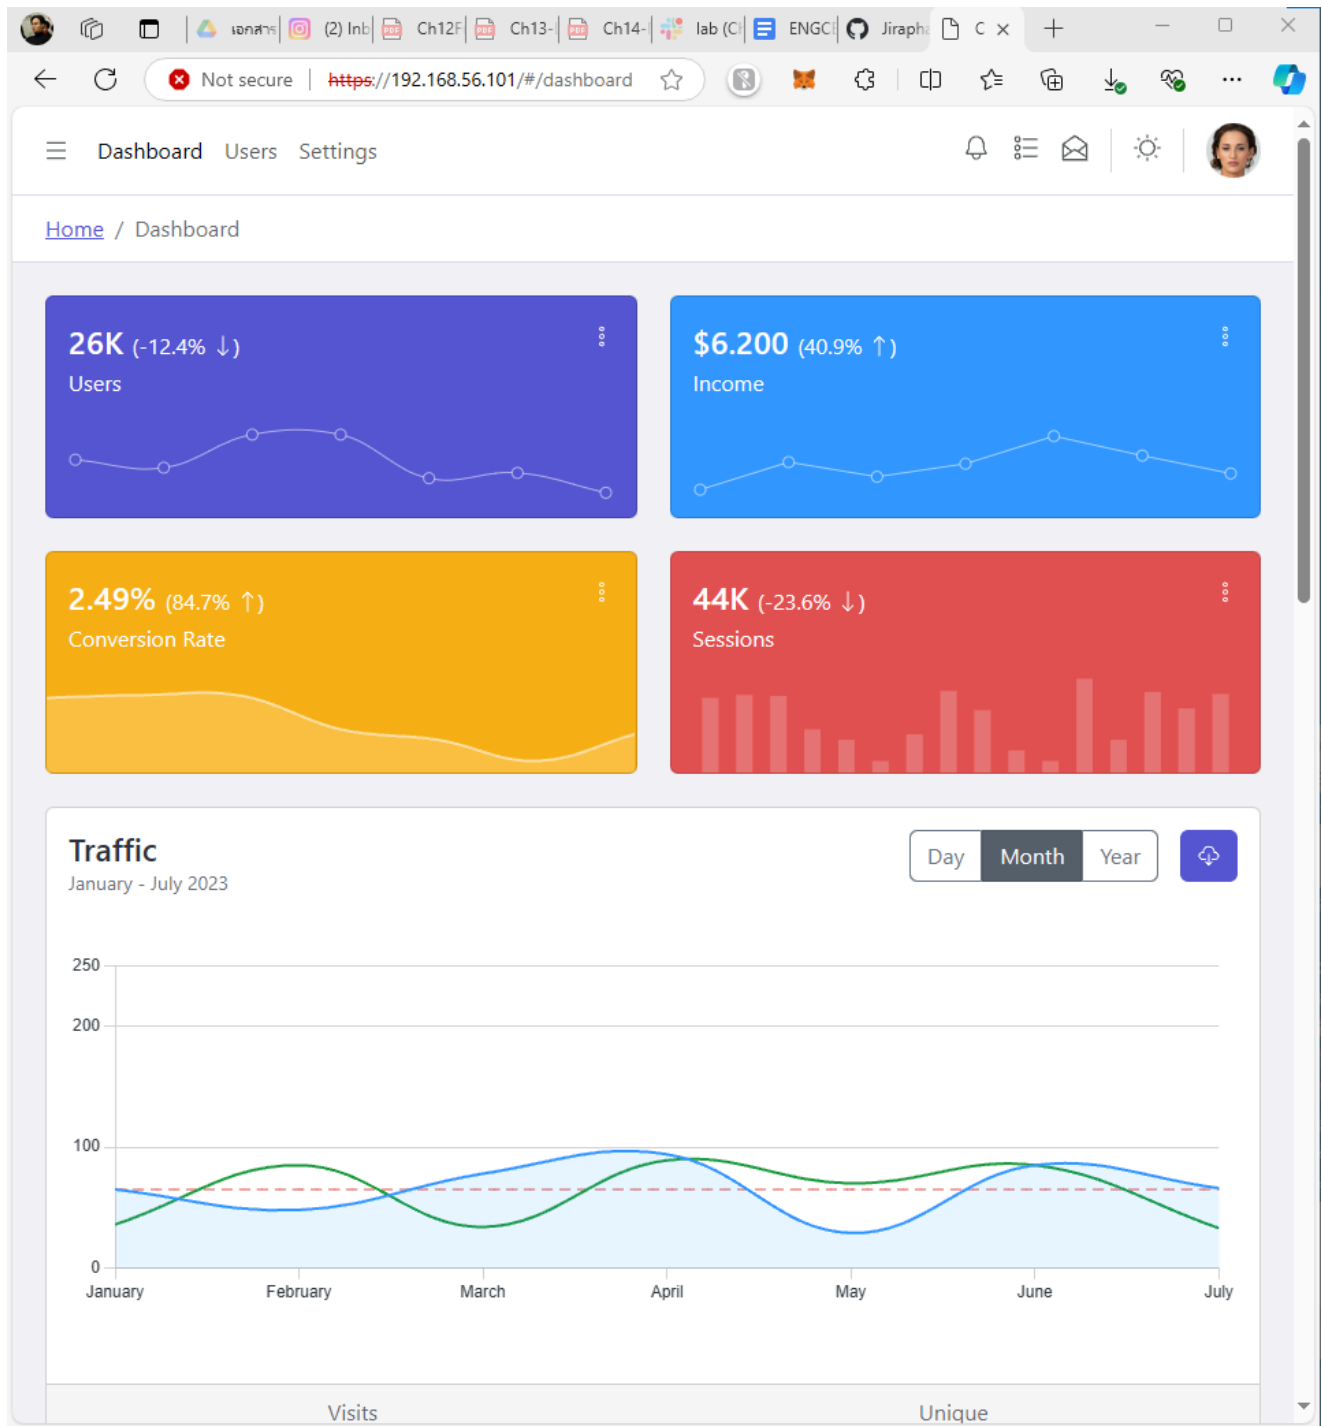 เอกสาร (2) Inb Ch12F Ch13- Ch14- lab (Cl ENGCE Jirapha C
Not secure https://192.168.56.101/#/dashboard
Dashboard Users Settings
Home / Dashboard
26K (-12.4% ↓)
Users
$6.200 (40.9% ↑)
Income
2.49% (84.7% ↑)
Conversion Rate
44K (-23.6% ↓)
Sessions
Traffic
January - July 2023
Day Month Year
250
200
100
0
January February March April May June July
Visits Unique